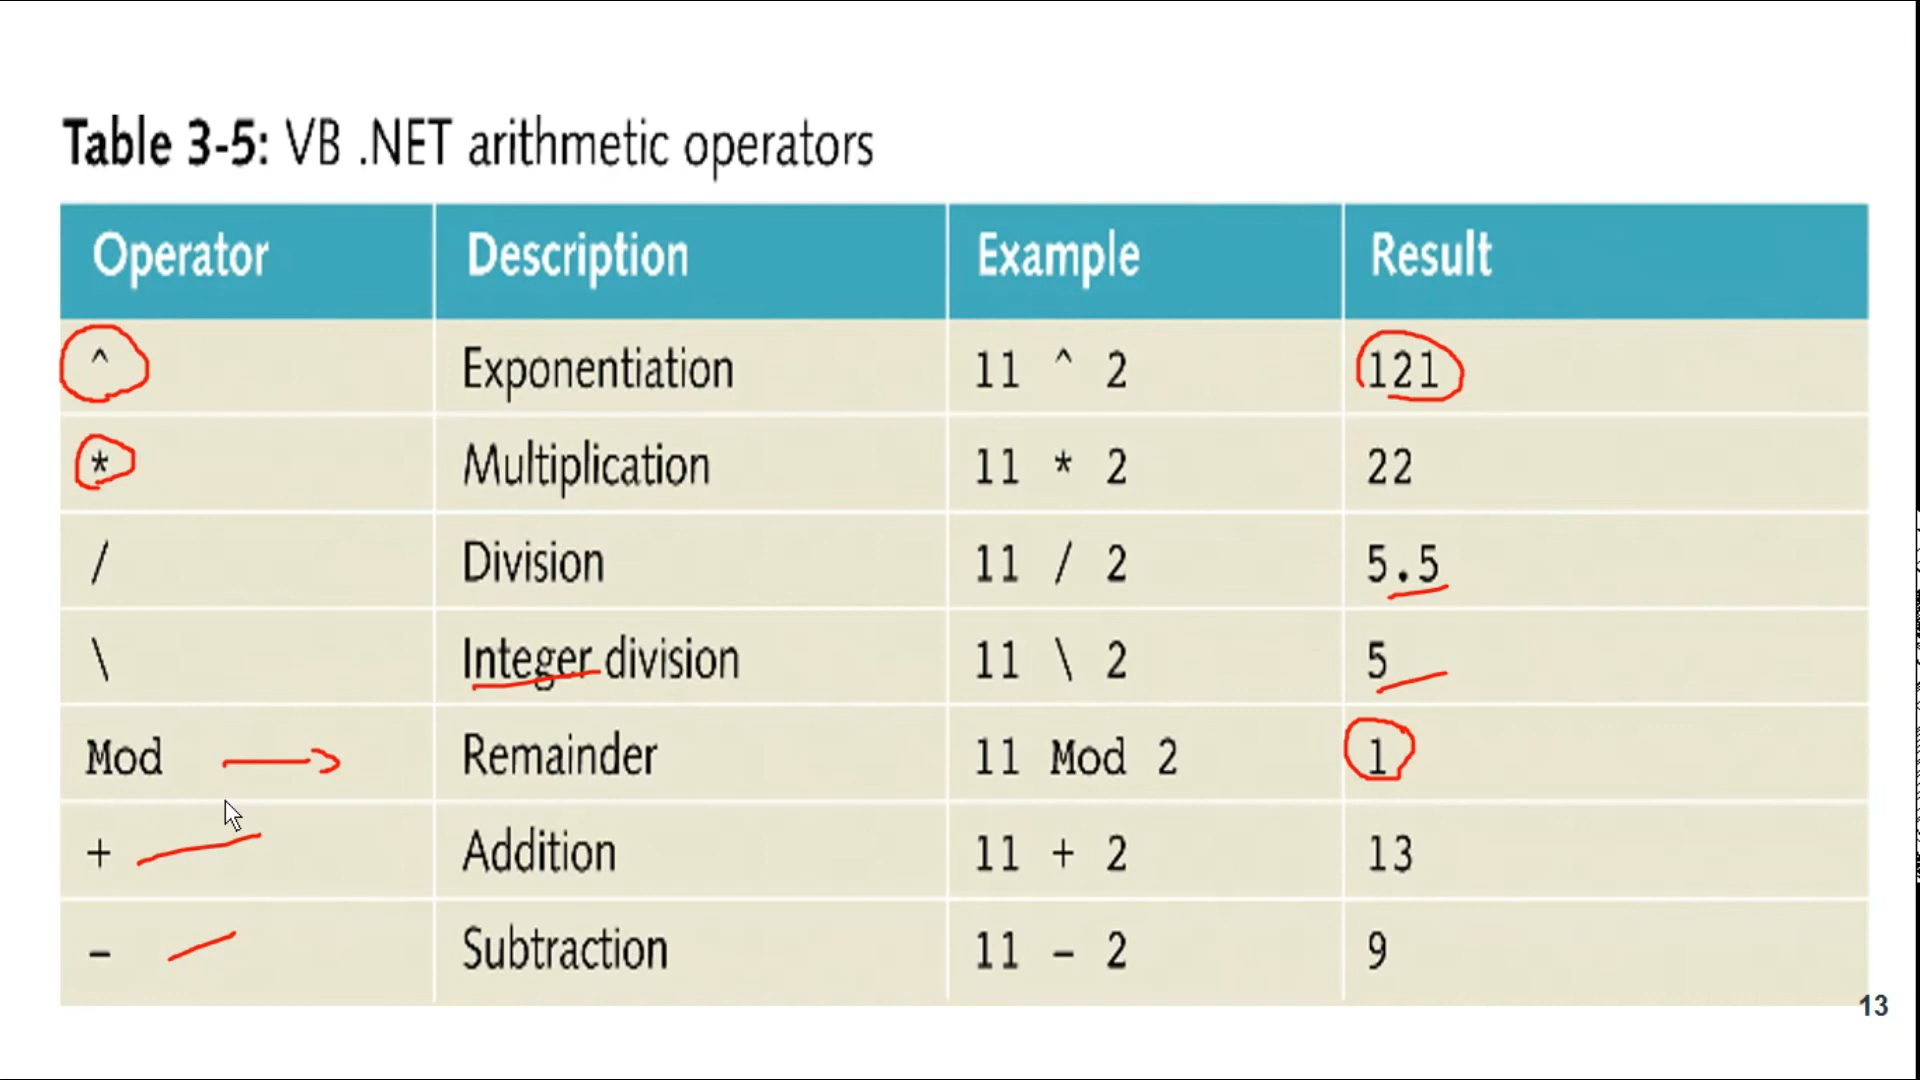 Table 3-5: VB .NET arithmetic operators
Operator Description Example Result
^ Exponentiation 11 ^ 2 121
* Multiplication 11 * 2 22
/ Division 11 / 2 5.5
\ Integer division 11 \ 2 5
Mod Remainder 11 Mod 2 1
+ Addition 11 + 2 13
– Subtraction 11 – 2 9
13